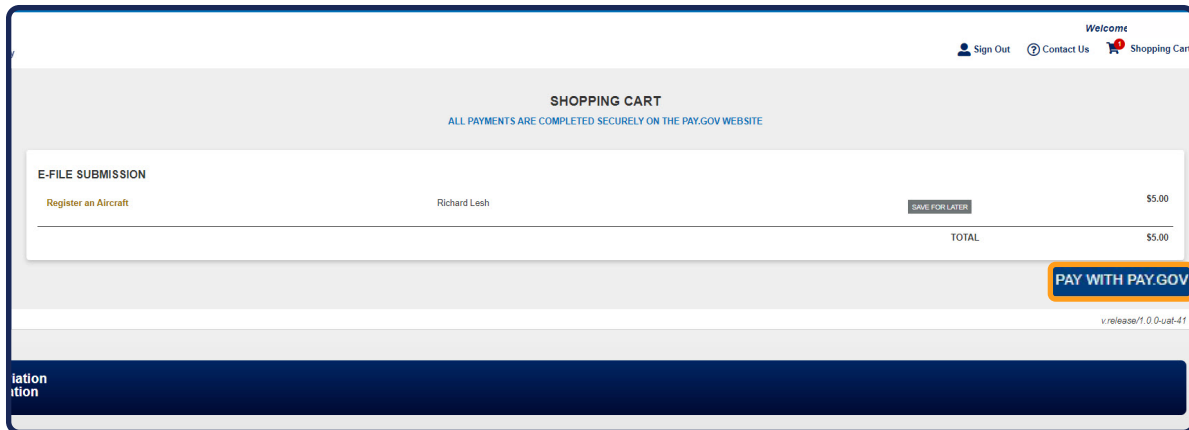 Welcome
Sign Out Contact Us 1 Shopping Cart
SHOPPING CART
ALL PAYMENTS ARE COMPLETED SECURELY ON THE PAY.GOV WEBSITE
E-FILE SUBMISSION
Register an Aircraft Richard Lesh SAVE FOR LATER $5.00
TOTAL $5.00
PAY WITH PAY.GOV
v.release/1.0.0-uat-41
iation
ation